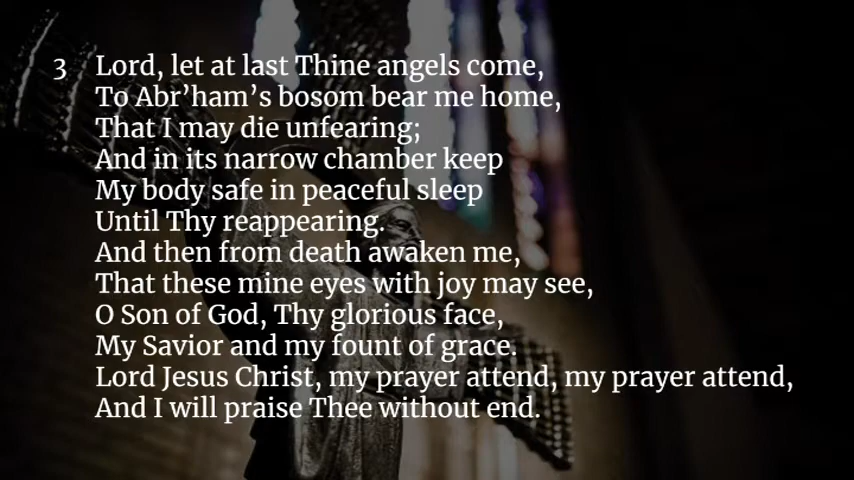 3 Lord, let at last Thine angels come,
To Abr’ham’s bosom bear me home,
That I may die unfearing;
And in its narrow chamber keep
My body safe in peaceful sleep
Until Thy reappearing.
And then from death awaken me,
That these mine eyes with joy may see,
O Son of God, Thy glorious face,
My Savior and my fount of grace.
Lord Jesus Christ, my prayer attend, my prayer attend,
And I will praise Thee without end.